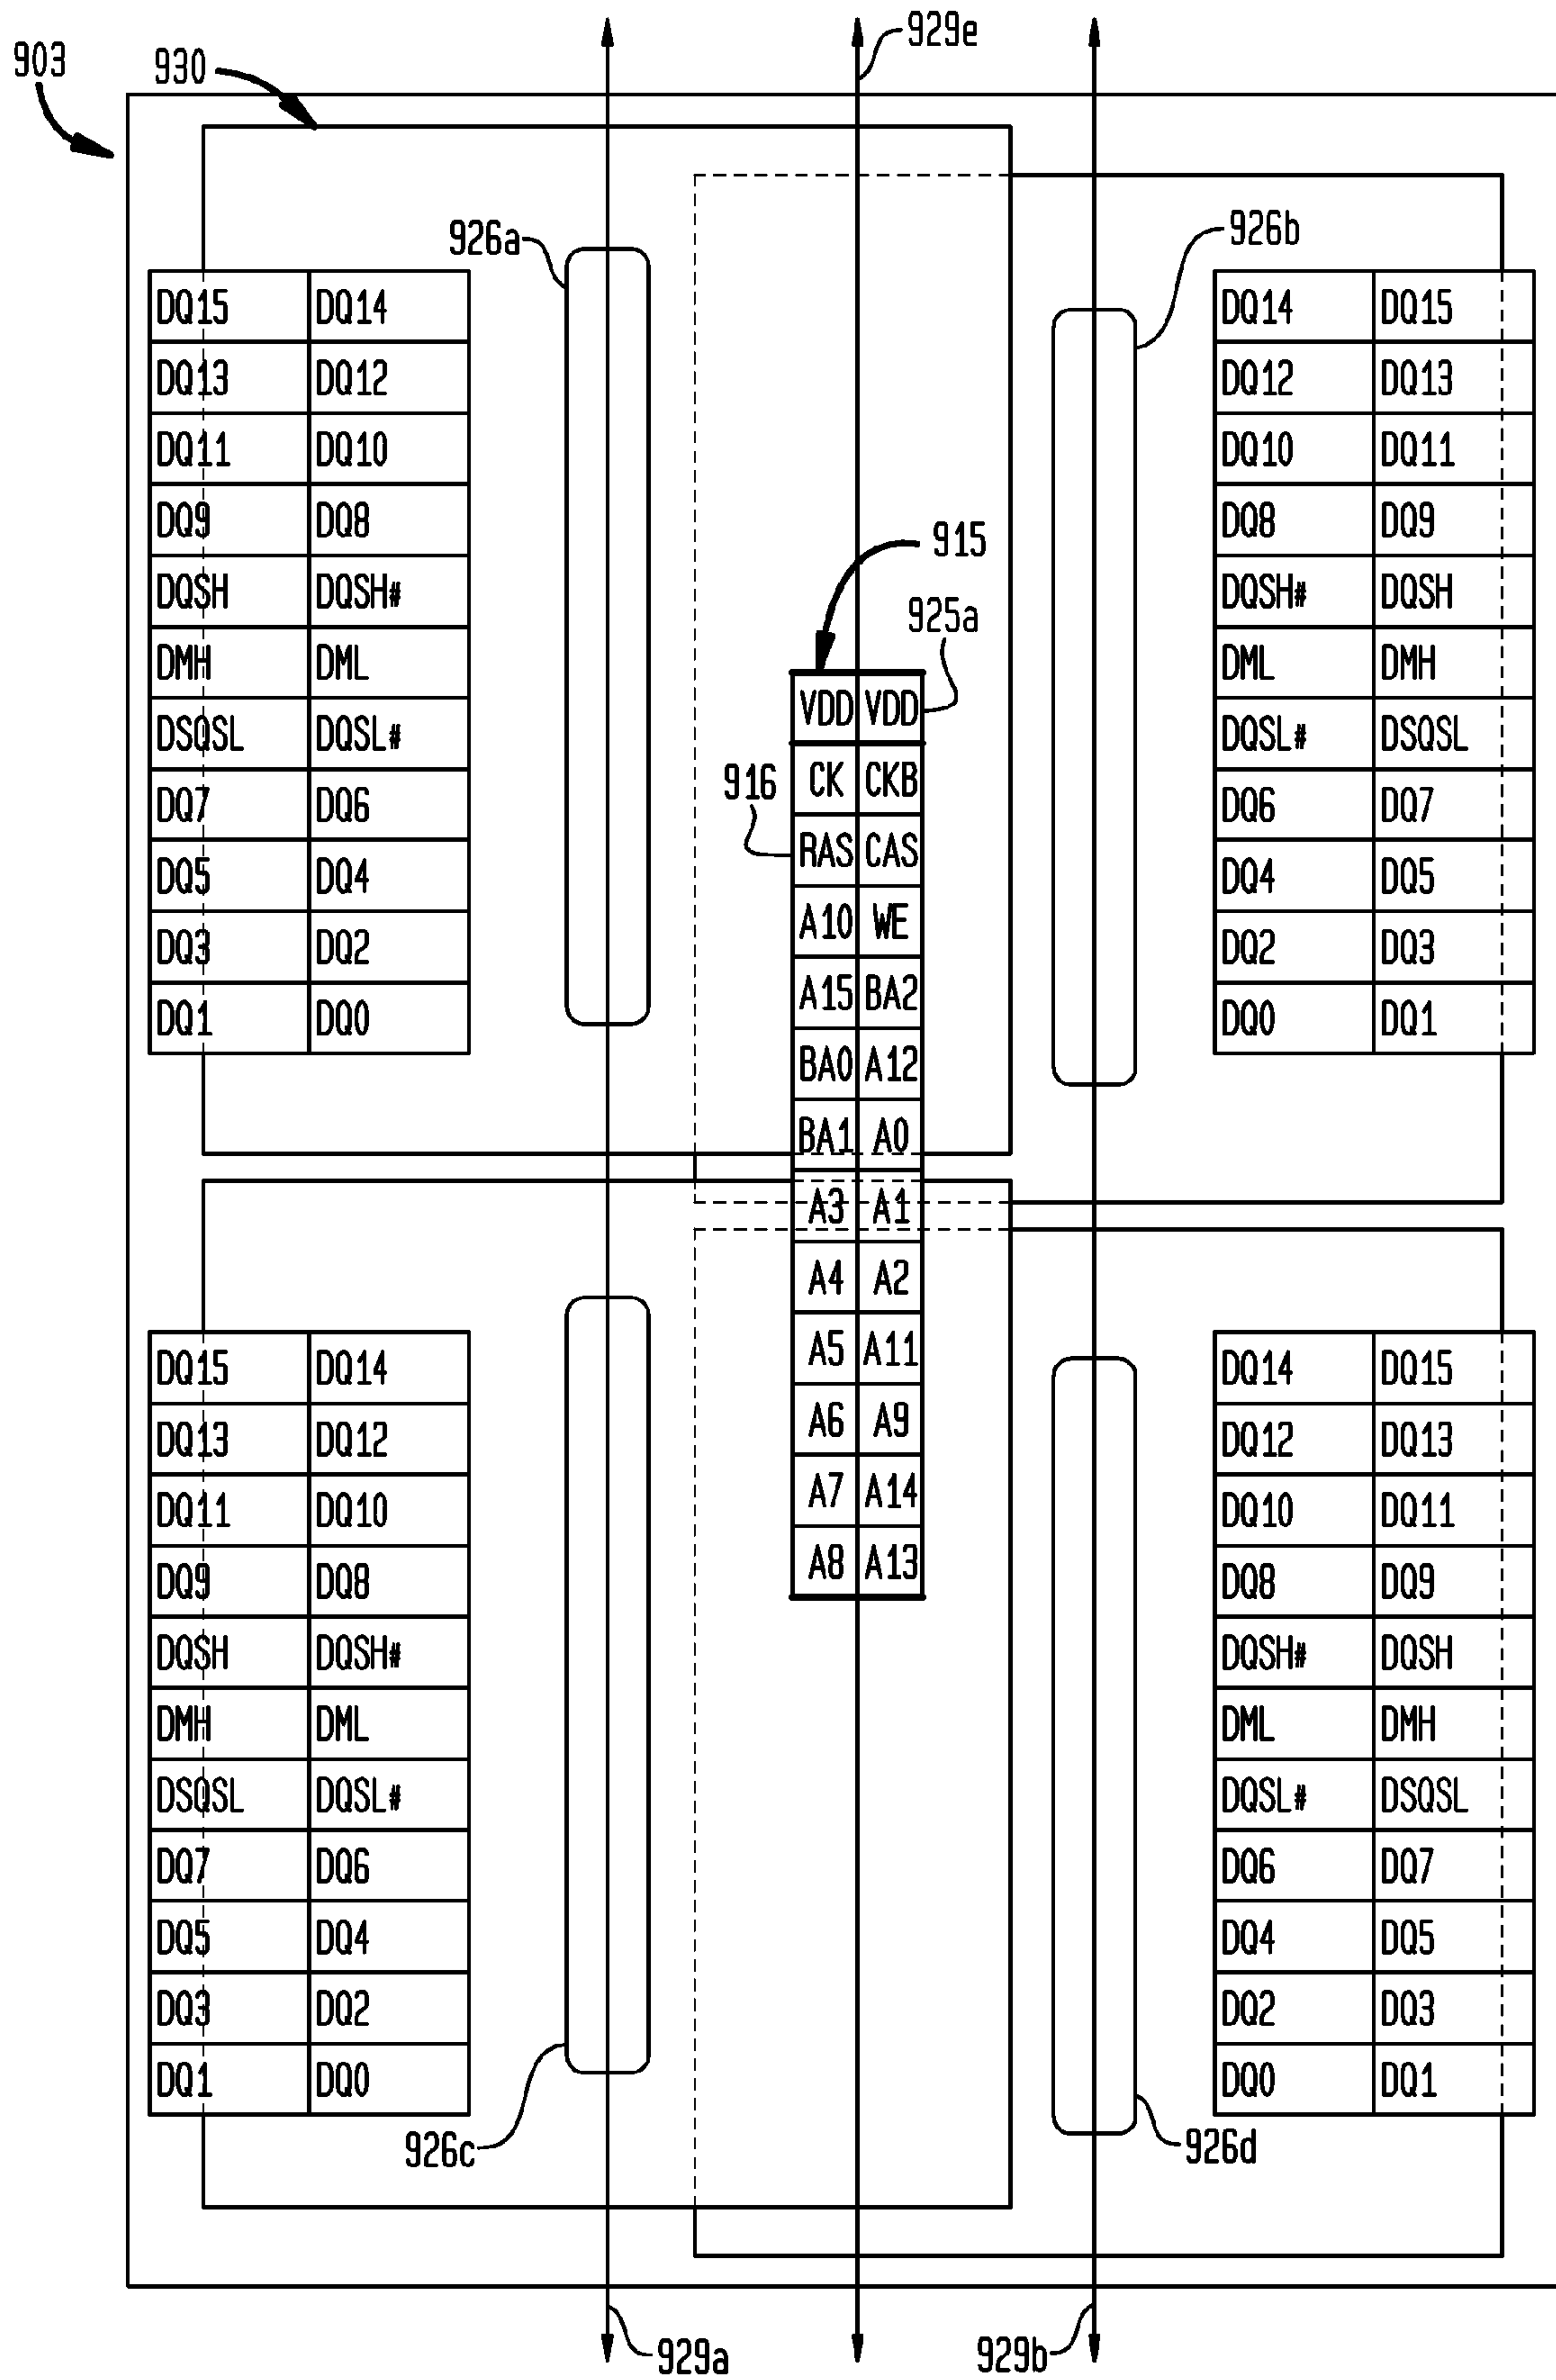 929e
903
930
926a
926b
DQ15 DQ14 DQ14 DQ15
DQ13 DQ12 DQ12 DQ13
DQ11 DQ10 DQ10 DQ11
DQ9 DQ8 DQ8 DQ9
915
DQSH DQSH# DQSH# DQSH
925a
DMH DML DML DMH
VDD VDD
DSQSL DQSL# DQSL# DSQSL
916 CK CKB
DQ7 DQ6 DQ6 DQ7
RAS CAS
DQ5 DQ4 DQ4 DQ5
A10 WE
DQ3 DQ2 DQ2 DQ3
A15 BA2
DQ1 DQ0 DQ0 DQ1
BA0 A12
BA1 A0
A3 A1
A4 A2
A5 A11
DQ15 DQ14 DQ14 DQ15
A6 A9
DQ13 DQ12 DQ12 DQ13
A7 A14
DQ11 DQ10 DQ10 DQ11
A8 A13
DQ9 DQ8 DQ8 DQ9
DQSH DQSH# DQSH# DQSH
DMH DML DML DMH
DSQSL DQSL# DQSL# DSQSL
DQ7 DQ6 DQ6 DQ7
DQ5 DQ4 DQ4 DQ5
DQ3 DQ2 DQ2 DQ3
DQ1 DQ0 DQ0 DQ1
926c
926d
929a
929b